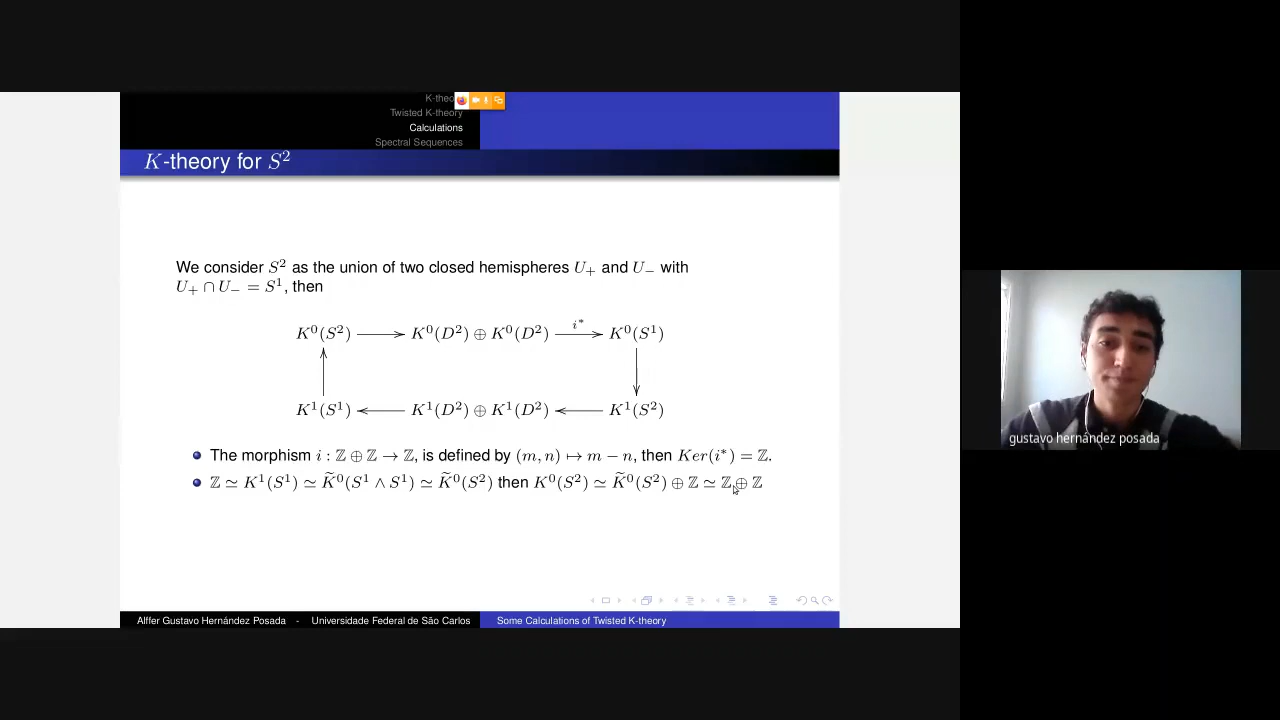 K-theo
Twisted K-theory
Calculations
Spectral Sequences
K-theory for S²
We consider S² as the union of two closed hemispheres U₊ and U₋ with
U₊ ∩ U₋ = S¹, then
K⁰(S²) ⟶ K⁰(D²) ⊕ K⁰(D²) ⟶ K⁰(S¹)
i*
K¹(S¹) ⟵ K¹(D²) ⊕ K¹(D²) ⟵ K¹(S²)
The morphism i : ℤ ⊕ ℤ → ℤ, is defined by (m, n) ↦ m − n, then Ker(i*) = ℤ.
ℤ ≃ K¹(S¹) ≃ K̃⁰(S¹ ∧ S¹) ≃ K̃⁰(S²) then K⁰(S²) ≃ K̃⁰(S²) ⊕ ℤ ≃ ℤ ⊕ ℤ
gustavo hernández posada
Alffer Gustavo Hernández Posada - Universidade Federal de São Carlos
Some Calculations of Twisted K-theory